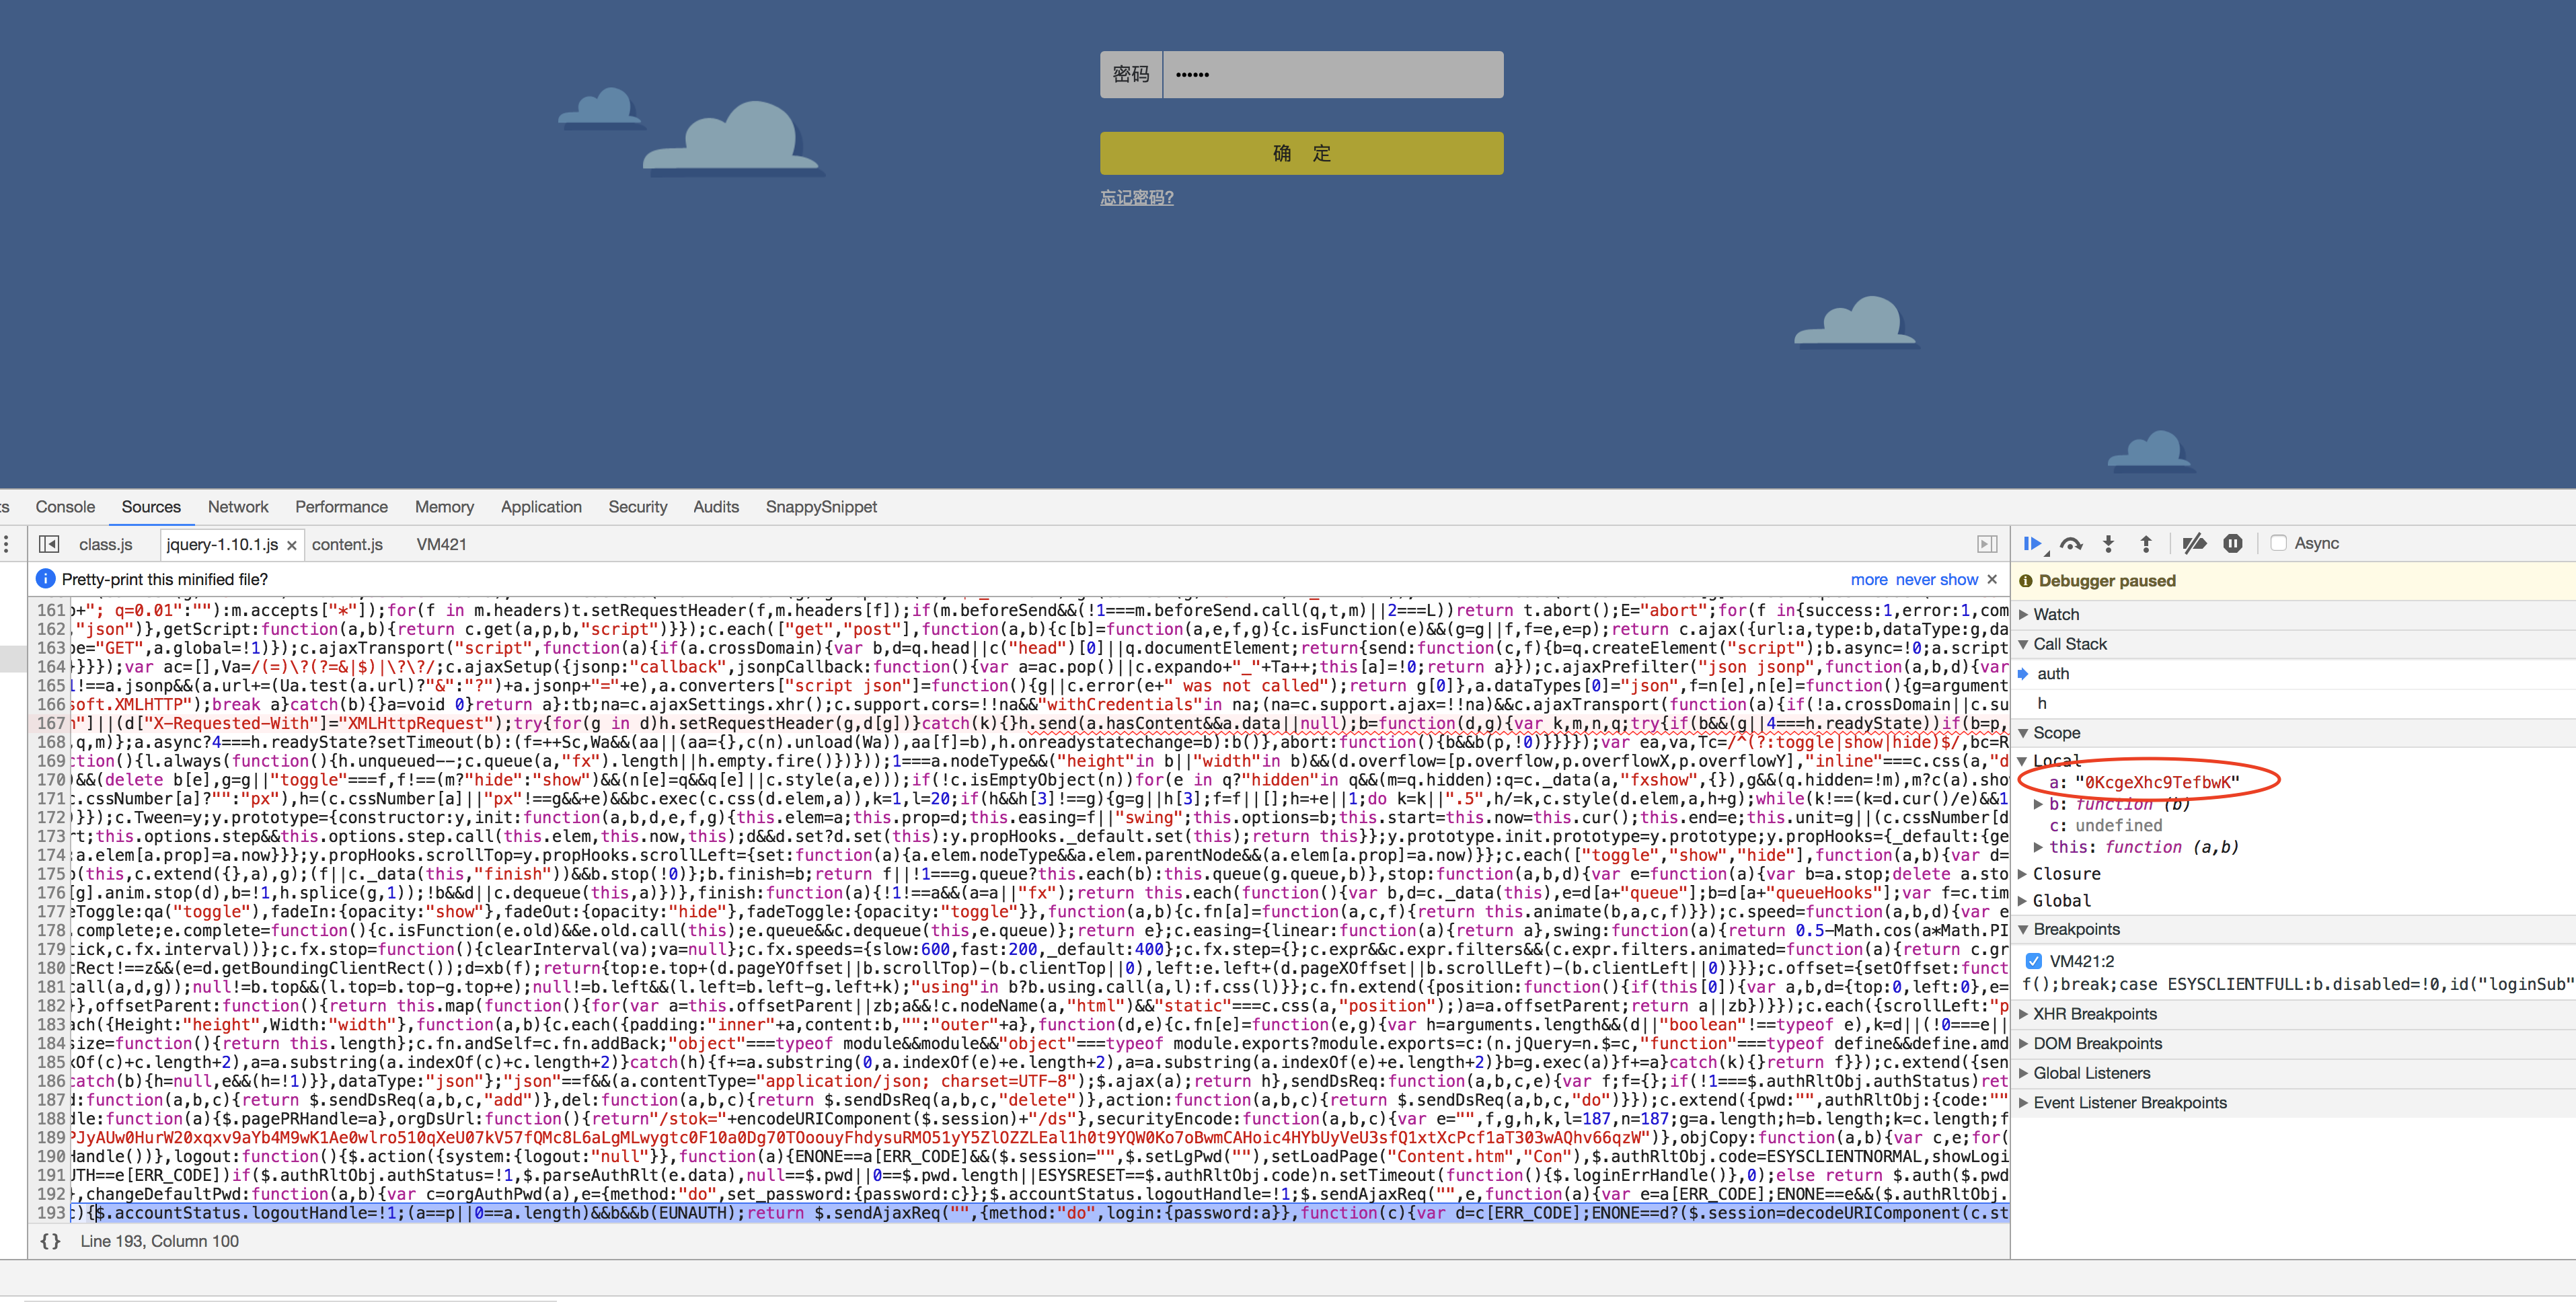 密码 ••••••
确 定
忘记密码?
Console Sources Network Performance Memory Application Security Audits SnappySnippet
class.js jquery-1.10.1.js × content.js VM421
Async
Pretty-print this minified file?
more never show ×
161 +"; q=0.01":""):m.accepts["*"]);for(f in m.headers)t.setRequestHeader(f,m.headers[f]);if(m.beforeSend&&(!1===m.beforeSend.call(q,t,m)||2===L))return t.abort();E="abort";for(f in{success:1,error:1,com
162 ,"json")},getScript:function(a,b){return c.get(a,p,b,"script")}});c.each(["get","post"],function(a,b){c[b]=function(a,e,f,g){c.isFunction(e)&&(g=g||f,f=e,e=p);return c.ajax({url:a,type:b,dataType:g,da
163 pe="GET",a.global=!1)});c.ajaxTransport("script",function(a){if(a.crossDomain){var b,d=q.head||c("head")[0]||q.documentElement;return{send:function(c,f){b=q.createElement("script");b.async=!0;a.script
164 }}}});var ac=[],Va=/(=)\?(?=&|$)|\?\?/;c.ajaxSetup({jsonp:"callback",jsonpCallback:function(){var a=ac.pop()||c.expando+"_"+Ta++;this[a]=!0;return a}});c.ajaxPrefilter("json jsonp",function(a,b,d){var
165 !1!==a.jsonp&&(a.url+=(Ua.test(a.url)?"&":"?")+a.jsonp+"="+e),a.converters["script json"]=function(){g||c.error(e+" was not called");return g[0]},a.dataTypes[0]="json",f=n[e],n[e]=function(){g=argument
166 soft.XMLHTTP");break a}catch(b){}a=void 0}return a}:tb;na=c.ajaxSettings.xhr();c.support.cors=!!na&&"withCredentials"in na;(na=c.support.ajax=!!na)&&c.ajaxTransport(function(a){if(!a.crossDomain||c.su
167 h"]||(d["X-Requested-With"]="XMLHttpRequest");try{for(g in d)h.setRequestHeader(g,d[g])}catch(k){}h.send(a.hasContent&&a.data||null);b=function(d,g){var k,m,n,q;try{if(b&&(g||4===h.readyState))if(b=p,
168 ,q,m)};a.async?4===h.readyState?setTimeout(b):(f=++Sc,Wa&&(aa||(aa={},c(n).unload(Wa)),aa[f]=b),h.onreadystatechange=b):b()},abort:function(){b&&b(p,!0)}}}});var ea,va,Tc=/^(?:toggle|show|hide)$/,bc=R
169 ction(){l.always(function(){h.unqueued--;c.queue(a,"fx").length||h.empty.fire()})}));1===a.nodeType&&("height"in b||"width"in b)&&(d.overflow=[p.overflow,p.overflowX,p.overflowY],"inline"===c.css(a,"d
170 )&&(delete b[e],g=g||"toggle"===f,f!==(m?"hide":"show")&&(n[e]=q&&q[e]||c.style(a,e)));if(!c.isEmptyObject(n))for(e in q?"hidden"in q&&(m=q.hidden):q=c._data(a,"fxshow",{}),g&&(q.hidden=!m),m?c(a).sho
171 c.cssNumber[a]?"":"px"),h=(c.cssNumber[a]||"px"!==g&&+e)&&bc.exec(c.css(d.elem,a)),k=1,l=20;if(h&&h[3]!==g){g=g||h[3];f=f||[];h=+e||1;do k=k||".5",h/=k,c.style(d.elem,a,h+g);while(k!==(k=d.cur()/e)&&1
172 )}});c.Tween=y;y.prototype={constructor:y,init:function(a,b,d,e,f,g){this.elem=a;this.prop=d;this.easing=f||"swing";this.options=b;this.start=this.now=this.cur();this.end=e;this.unit=g||(c.cssNumber[d
173 rt;this.options.step&&this.options.step.call(this.elem,this.now,this);d&&d.set?d.set(this):y.propHooks._default.set(this);return this}};y.prototype.init.prototype=y.prototype;y.propHooks={_default:{ge
174 :a.elem[a.prop]=a.now}}};y.propHooks.scrollTop=y.propHooks.scrollLeft={set:function(a){a.elem.nodeType&&a.elem.parentNode&&(a.elem[a.prop]=a.now)}};c.each(["toggle","show","hide"],function(a,b){var d=
175 b(this,c.extend({},a),g);(f||c._data(this,"finish"))&&b.stop(!0)};b.finish=b;return f||!1===g.queue?this.each(b):this.queue(g.queue,b)},stop:function(a,b,d){var e=function(a){var b=a.stop;delete a.sto
176 [g].anim.stop(d),b=!1,h.splice(g,1));!b&&d||c.dequeue(this,a)})},finish:function(a){!1!==a&&(a=a||"fx");return this.each(function(){var b,d=c._data(this),e=d[a+"queue"];b=d[a+"queueHooks"];var f=c.tim
177 eToggle:qa("toggle"),fadeIn:{opacity:"show"},fadeOut:{opacity:"hide"},fadeToggle:{opacity:"toggle"}},function(a,b){c.fn[a]=function(a,c,f){return this.animate(b,a,c,f)}});c.speed=function(a,b,d){var e
178 .complete;e.complete=function(){c.isFunction(e.old)&&e.old.call(this);e.queue&&c.dequeue(this,e.queue)};return e};c.easing={linear:function(a){return a},swing:function(a){return 0.5-Math.cos(a*Math.PI
179 tick,c.fx.interval))};c.fx.stop=function(){clearInterval(va);va=null};c.fx.speeds={slow:600,fast:200,_default:400};c.fx.step={};c.expr&&c.expr.filters&&(c.expr.filters.animated=function(a){return c.gr
180 tRect!==z&&(e=d.getBoundingClientRect());d=xb(f);return{top:e.top+(d.pageYOffset||b.scrollTop)-(b.clientTop||0),left:e.left+(d.pageXOffset||b.scrollLeft)-(b.clientLeft||0)}}};c.offset={setOffset:funct
181 call(a,d,g));null!=b.top&&(l.top=b.top-g.top+e);null!=b.left&&(l.left=b.left-g.left+k);"using"in b?b.using.call(a,l):f.css(l)}};c.fn.extend({position:function(){if(this[0]){var a,b,d={top:0,left:0},e=
182 }},offsetParent:function(){return this.map(function(){for(var a=this.offsetParent||zb;a&&!c.nodeName(a,"html")&&"static"===c.css(a,"position");)a=a.offsetParent;return a||zb})}});c.each({scrollLeft:"p
183 ach({Height:"height",Width:"width"},function(a,b){c.each({padding:"inner"+a,content:b,"":"outer"+a},function(d,e){c.fn[e]=function(e,g){var h=arguments.length&&(d||"boolean"!==typeof e),k=d||(!0===e||
184 size=function(){return this.length};c.fn.andSelf=c.fn.addBack;"object"===typeof module&&module&&"object"===typeof module.exports?module.exports=c:(n.jQuery=n.$=c,"function"===typeof define&&define.amd
185 xOf(c)+c.length+2),a=a.substring(a.indexOf(c)+c.length+2)}catch(h){f+=a.substring(0,a.indexOf(e)+e.length+2),a=a.substring(a.indexOf(e)+e.length+2)}b=g.exec(a)}f+=a}catch(k){}return f}});c.extend({sen
186 catch(b){h=null,e&&(h=!1)}},dataType:"json"};"json"==f&&(a.contentType="application/json; charset=UTF-8");$.ajax(a);return h},sendDsReq:function(a,b,c,e){var f;f={};if(!1===$.authRltObj.authStatus)ret
187 d:function(a,b,c){return $.sendDsReq(a,b,c,"add")},del:function(a,b,c){return $.sendDsReq(a,b,c,"delete")},action:function(a,b,c){return $.sendDsReq(a,b,c,"do")}});c.extend({pwd:"",authRltObj:{code:""
188 dle:function(a){$.pagePRHandle=a},orgDsUrl:function(){return"/stok="+encodeURIComponent($.session)+"/ds"},securityEncode:function(a,b,c){var e="",f,g,h,k,l=187,n=187;g=a.length;h=b.length;k=c.length;f
189 PJyAUw0HurW20xqxv9aYb4M9wK1Ae0wlro510qXeU07kV57fQMc8L6aLgMLwygtc0F10a0Dg70TOoouyFhdysuRMO51yY5ZlOZZLEal1h0t9YQW0Ko7oBwmCAHoic4HYbUyVeU3sfQ1xtXcPcf1aT303wAQhv66qzW")},objCopy:function(a,b){var c,e;for(
190 Handle())},logout:function(){$.action({system:{logout:"null"}},function(a){ENONE==a[ERR_CODE]&&($.session="",$.setLgPwd(""),setLoadPage("Content.htm","Con"),$.authRltObj.code=ESYSCLIENTNORMAL,showLogi
191 UTH==e[ERR_CODE])if($.authRltObj.authStatus=!1,$.parseAuthRlt(e.data),null==$.pwd||0==$.pwd.length||ESYSRESET==$.authRltObj.code)n.setTimeout(function(){$.loginErrHandle()},0);else return $.auth($.pwd
192 },changeDefaultPwd:function(a,b){var c=orgAuthPwd(a),e={method:"do",set_password:{password:c}};$.accountStatus.logoutHandle=!1;$.sendAjaxReq("",e,function(a){var e=a[ERR_CODE];ENONE==e&&($.authRltObj.
193 c){$.accountStatus.logoutHandle=!1;(a==p||0==a.length)&&b&&b(EUNAUTH);return $.sendAjaxReq("",{method:"do",login:{password:a}},function(c){var d=c[ERR_CODE];ENONE==d?($.session=decodeURIComponent(c.st
{} Line 193, Column 100
Debugger paused
Watch
Call Stack
auth
h
Scope
Local
a: "0KcgeXhc9TefbwK"
b: function (b)
c: undefined
this: function (a,b)
Closure
Global
Breakpoints
VM421:2
f();break;case ESYSCLIENTFULL:b.disabled=!0,id("loginSub"
XHR Breakpoints
DOM Breakpoints
Global Listeners
Event Listener Breakpoints